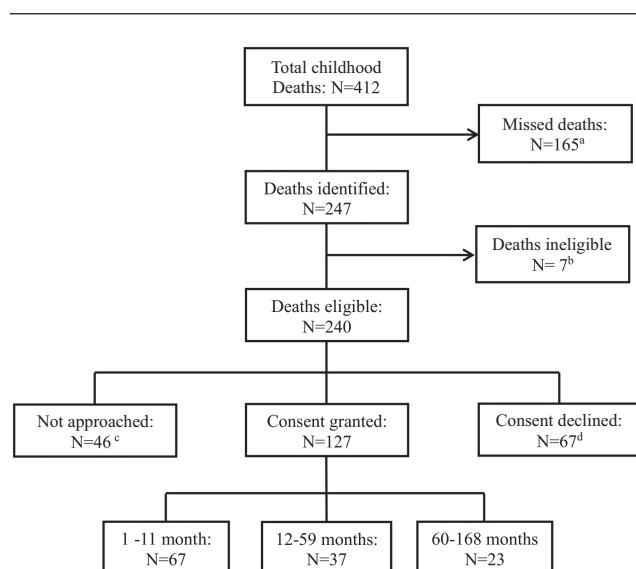 Total childhood
Deaths: N=412
Missed deaths:
N=165ᵃ
Deaths identified:
N=247
Deaths ineligible
N= 7ᵇ
Deaths eligible:
N=240
Not approached:
N=46 ᶜ
Consent granted:
N=127
Consent declined:
N=67ᵈ
1 -11 month:
N=67
12-59 months:
N=37
60-168 months
N=23